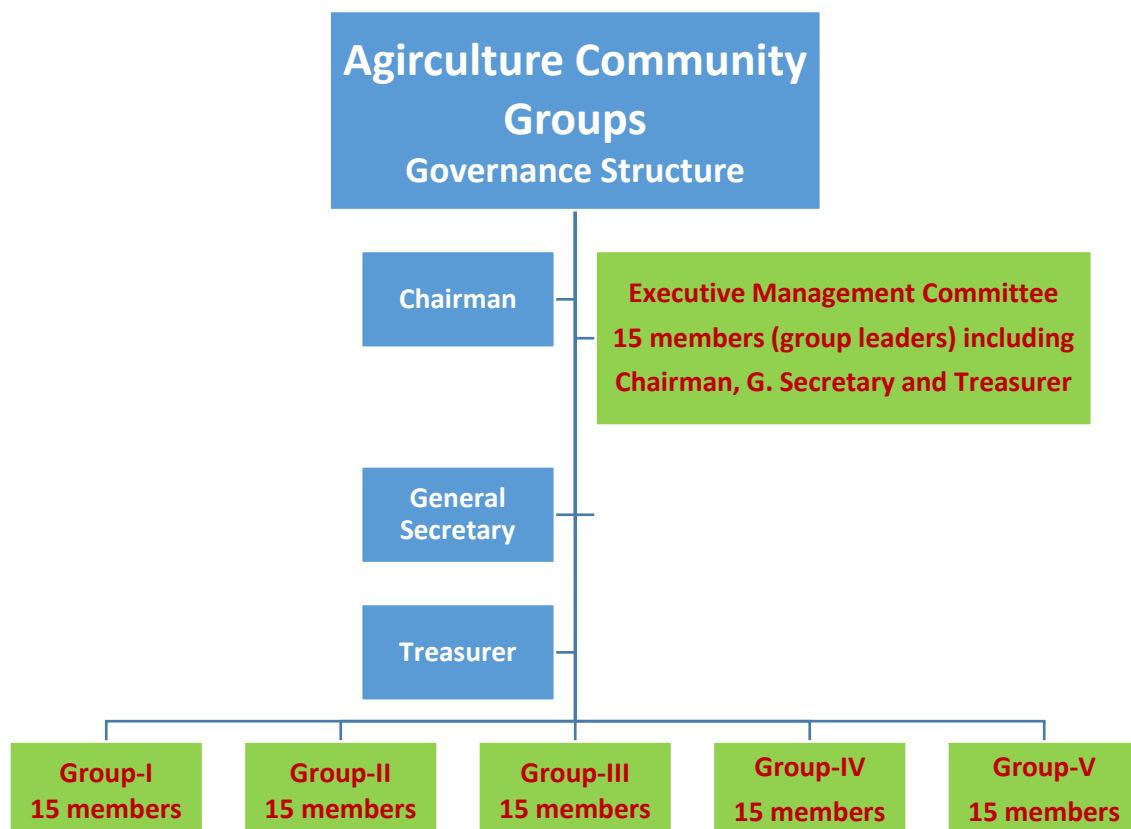 Agirculture Community
Groups
Governance Structure
Chairman
Executive Management Committee
15 members (group leaders) including
Chairman, G. Secretary and Treasurer
General
Secretary
Treasurer
Group-I
15 members
Group-II
15 members
Group-III
15 members
Group-IV
15 members
Group-V
15 members